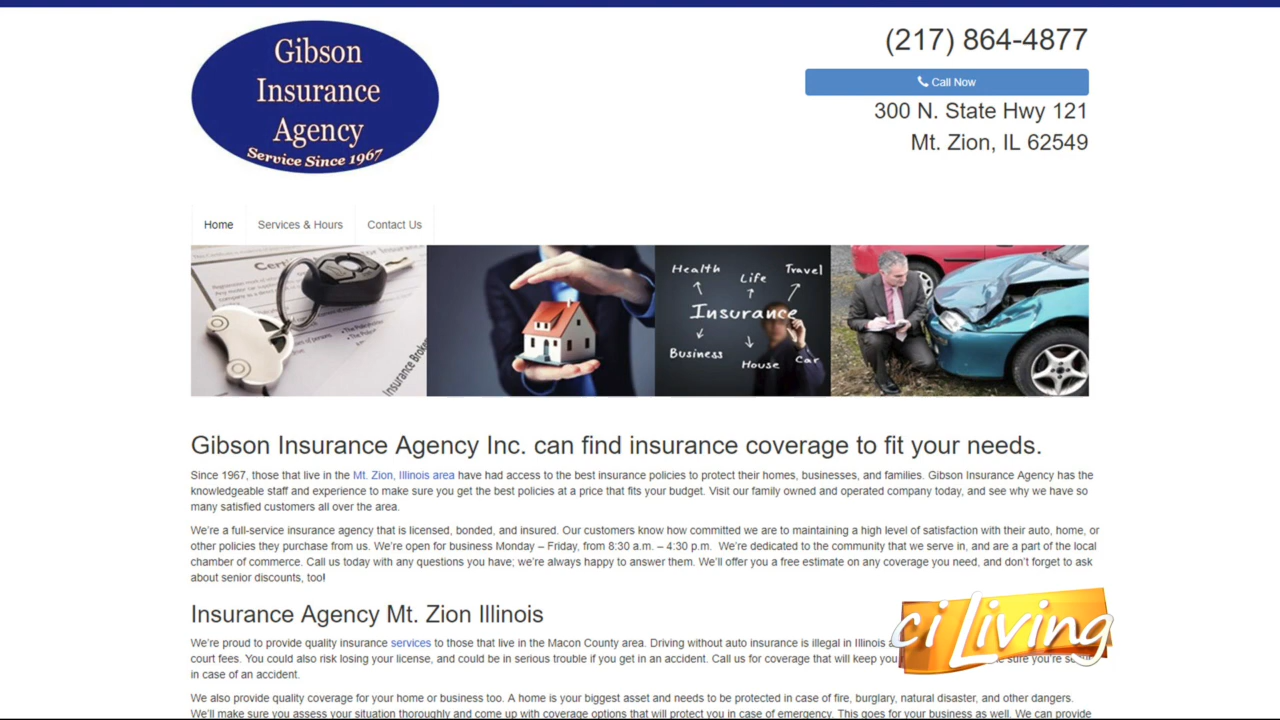 Gibson
Insurance
Agency
Service Since 1967
(217) 864-4877
Call Now
300 N. State Hwy 121
Mt. Zion, IL 62549
Home
Services & Hours
Contact Us
Insurance Broker
Health
Life
Travel
Insurance
Business
House
Car
Gibson Insurance Agency Inc. can find insurance coverage to fit your needs.
Since 1967, those that live in the Mt. Zion, Illinois area have had access to the best insurance policies to protect their homes, businesses, and families. Gibson Insurance Agency has the
knowledgeable staff and experience to make sure you get the best policies at a price that fits your budget. Visit our family owned and operated company today, and see why we have so
many satisfied customers all over the area.
We're a full-service insurance agency that is licensed, bonded, and insured. Our customers know how committed we are to maintaining a high level of satisfaction with their auto, home, or
other policies they purchase from us. We're open for business Monday – Friday, from 8:30 a.m. – 4:30 p.m. We're dedicated to the community that we serve in, and are a part of the local
chamber of commerce. Call us today with any questions you have; we're always happy to answer them. We'll offer you a free estimate on any coverage you need, and don't forget to ask
about senior discounts, too!
Insurance Agency Mt. Zion Illinois
We're proud to provide quality insurance services to those that live in the Macon County area. Driving without auto insurance is illegal in Illinois
court fees. You could also risk losing your license, and could be in serious trouble if you get in an accident. Call us for coverage that will keep you sure you're
in case of an accident.
ci Living
We also provide quality coverage for your home or business too. A home is your biggest asset and needs to be protected in case of fire, burglary, natural disaster, and other dangers.
We'll make sure you assess your situation thoroughly and come up with coverage options that will protect you in case of emergency. This goes for your business as well. We can provide